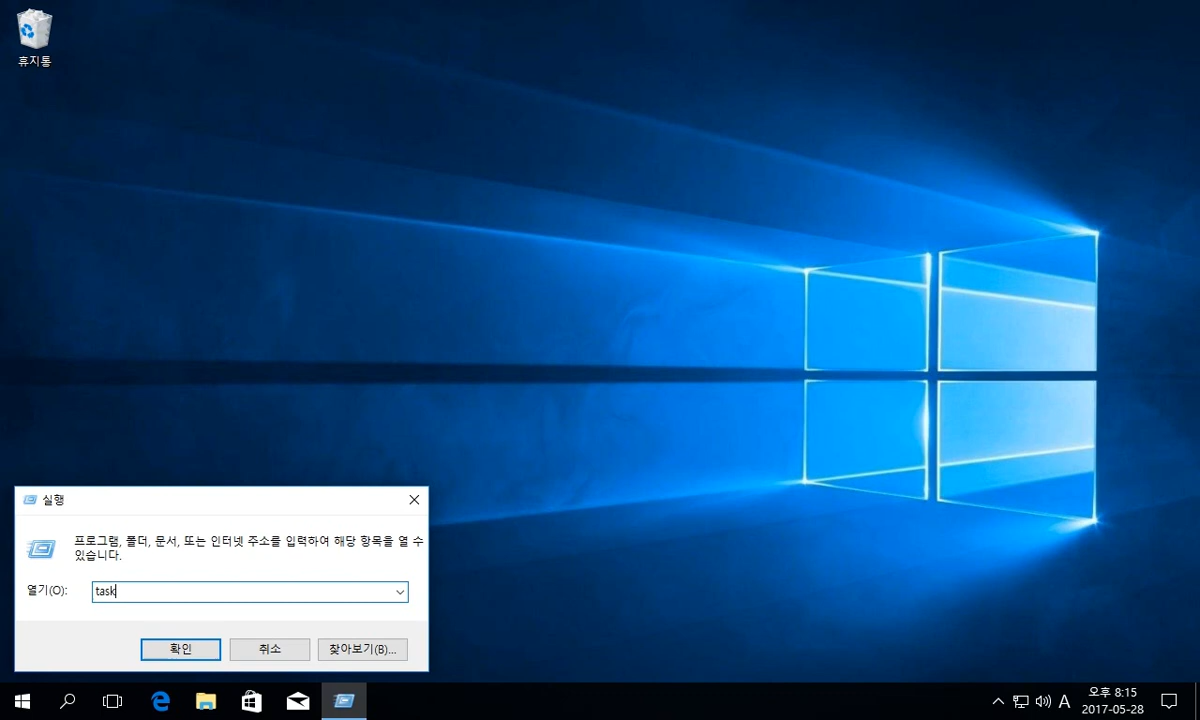 휴지통
실행
프로그램, 폴더, 문서, 또는 인터넷 주소를 입력하여 해당 항목을 열 수
있습니다.
열기(O):
task
확인
취소
찾아보기(B)...
A
오후 8:15
2017-05-28